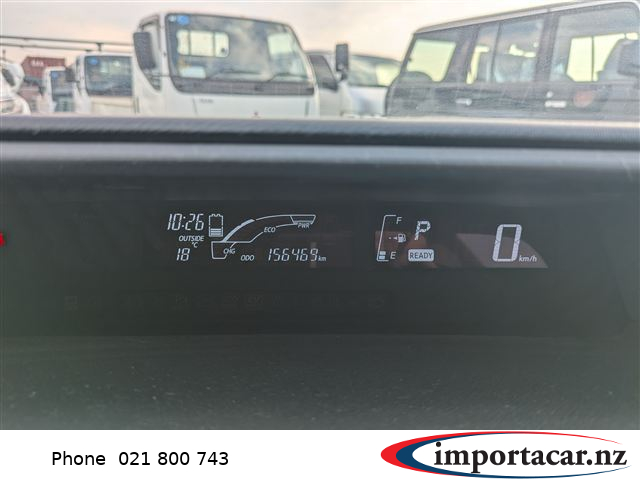 10:26
OUTSIDE
18°C
CHG
ECO
PWR
ODO 156469 km
F
E
P
READY
0 km/h
Phone 021 800 743
importacar.nz